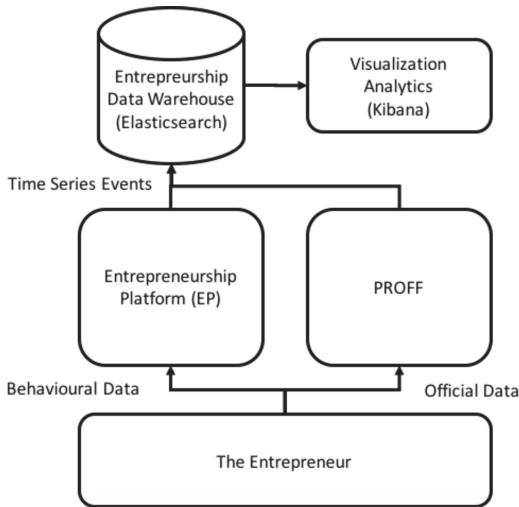 Entrepreurship
Data Warehouse
(Elasticsearch)
Visualization
Analytics
(Kibana)
Time Series Events
Entrepreneurship
Platform (EP)
PROFF
Behavioural Data
Official Data
The Entrepreneur